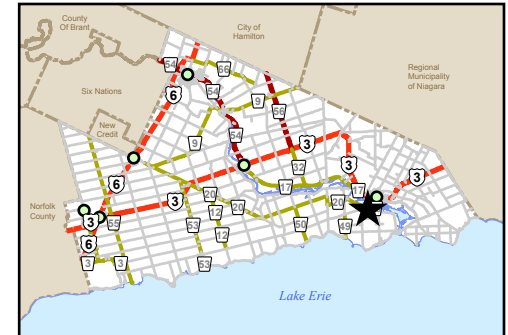 County
Of Brant
City of
Hamilton
Regional
Municipality
of Niagara
Six Nations
New
Credit
Norfolk
County
Lake Erie
54
66
6
54
9
56
54
9
3
3
32
3
6
17
17
20
3
20
20
12
3
55
53
12
50
49
6
3
3
53